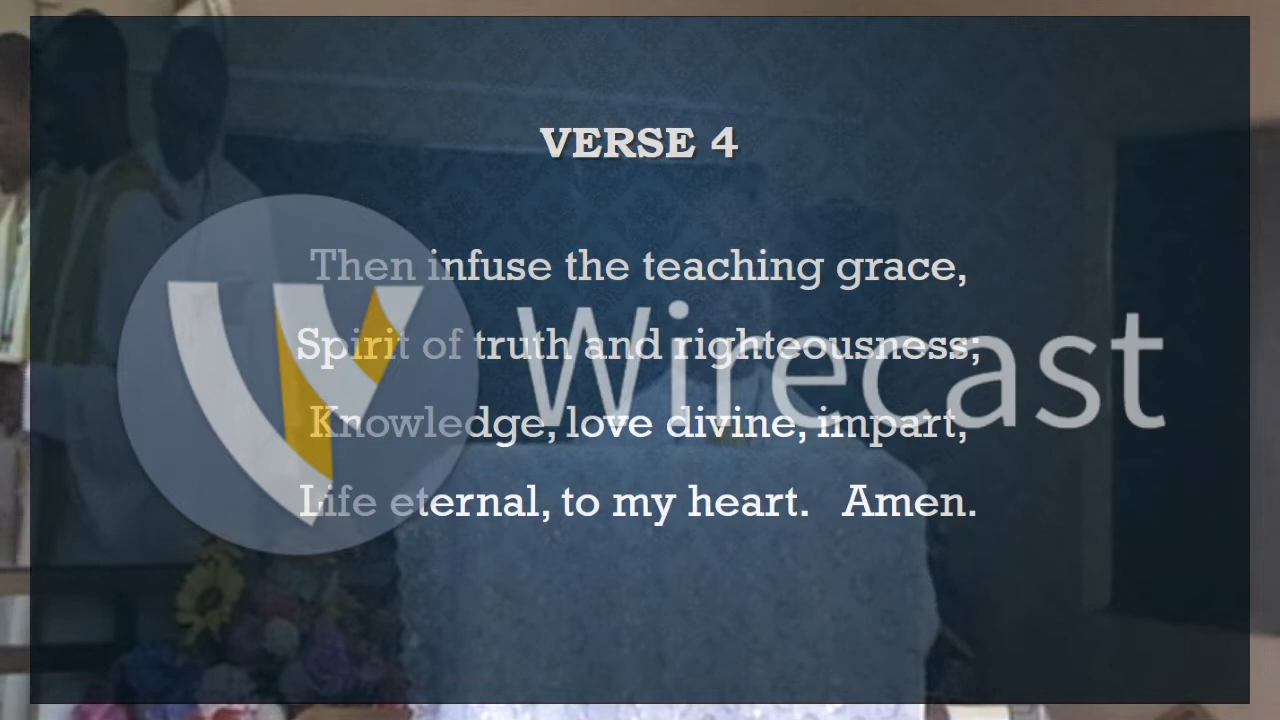 VERSE 4
Then infuse the teaching grace,
Spirit of truth and righteousness;
Wirecast
Knowledge, love divine, impart,
Life eternal, to my heart. Amen.